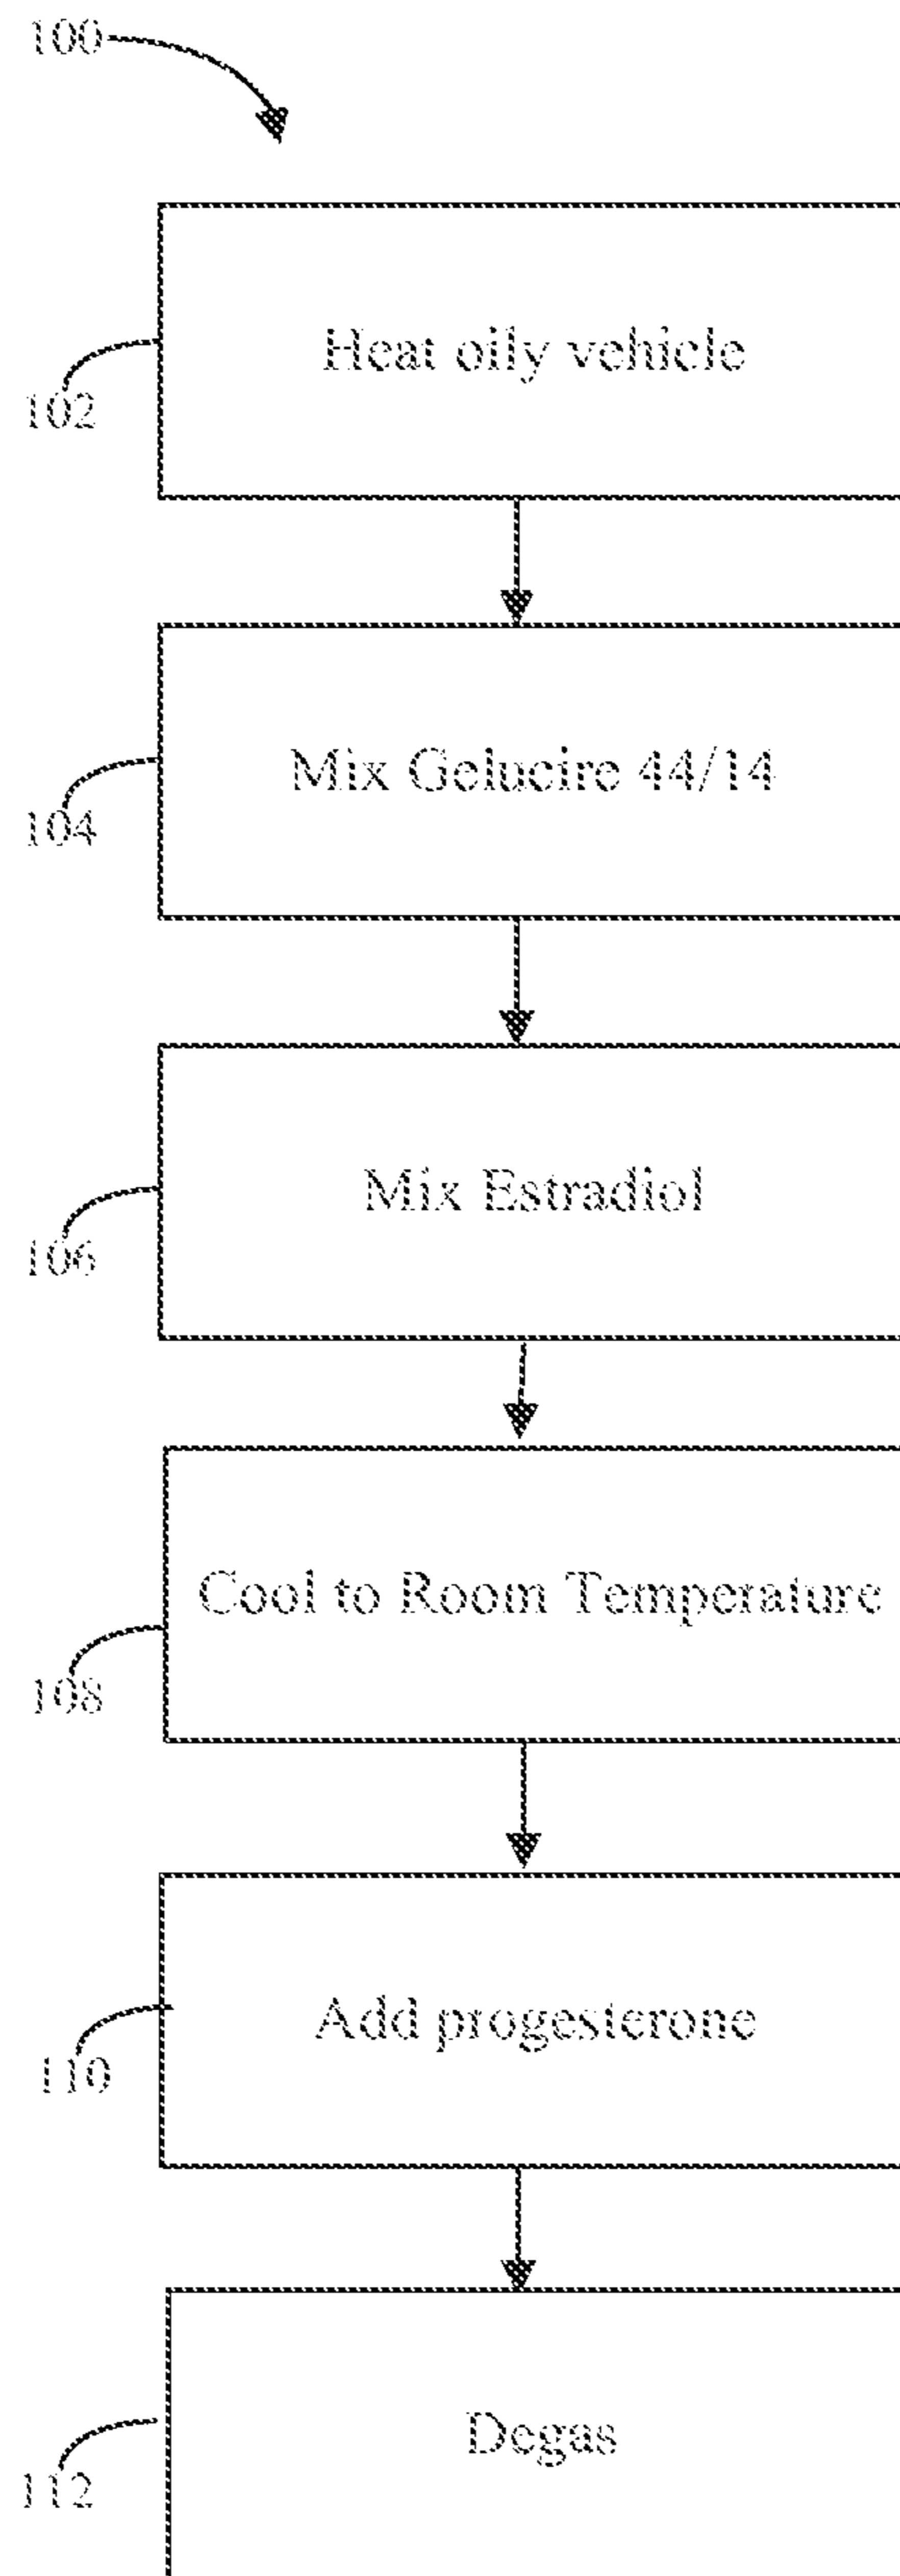 100
Heat oily vehicle
102
Mix Gelucire 44/14
104
Mix Estradiol
106
Cool to Room Temperature
108
Add progesterone
110
Degas
112